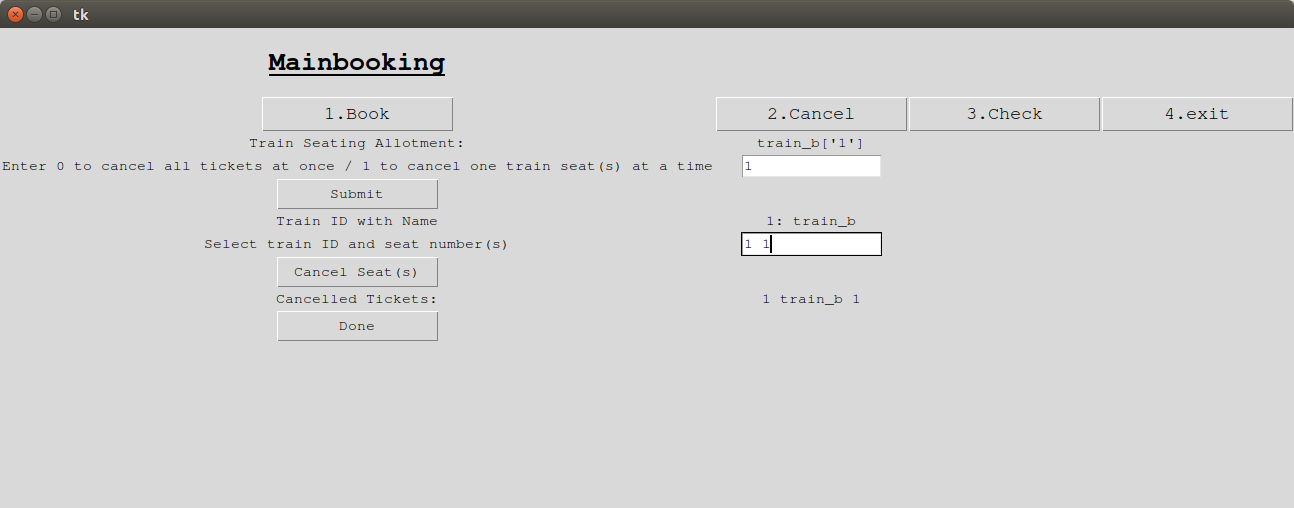 tk
Mainbooking
1.Book 2.Cancel 3.Check 4.exit
Train Seating Allotment: train_b['1']
Enter 0 to cancel all tickets at once / 1 to cancel one train seat(s) at a time 1
Submit
Train ID with Name 1: train_b
Select train ID and seat number(s) 1 1
Cancel Seat(s)
Cancelled Tickets: 1 train_b 1
Done